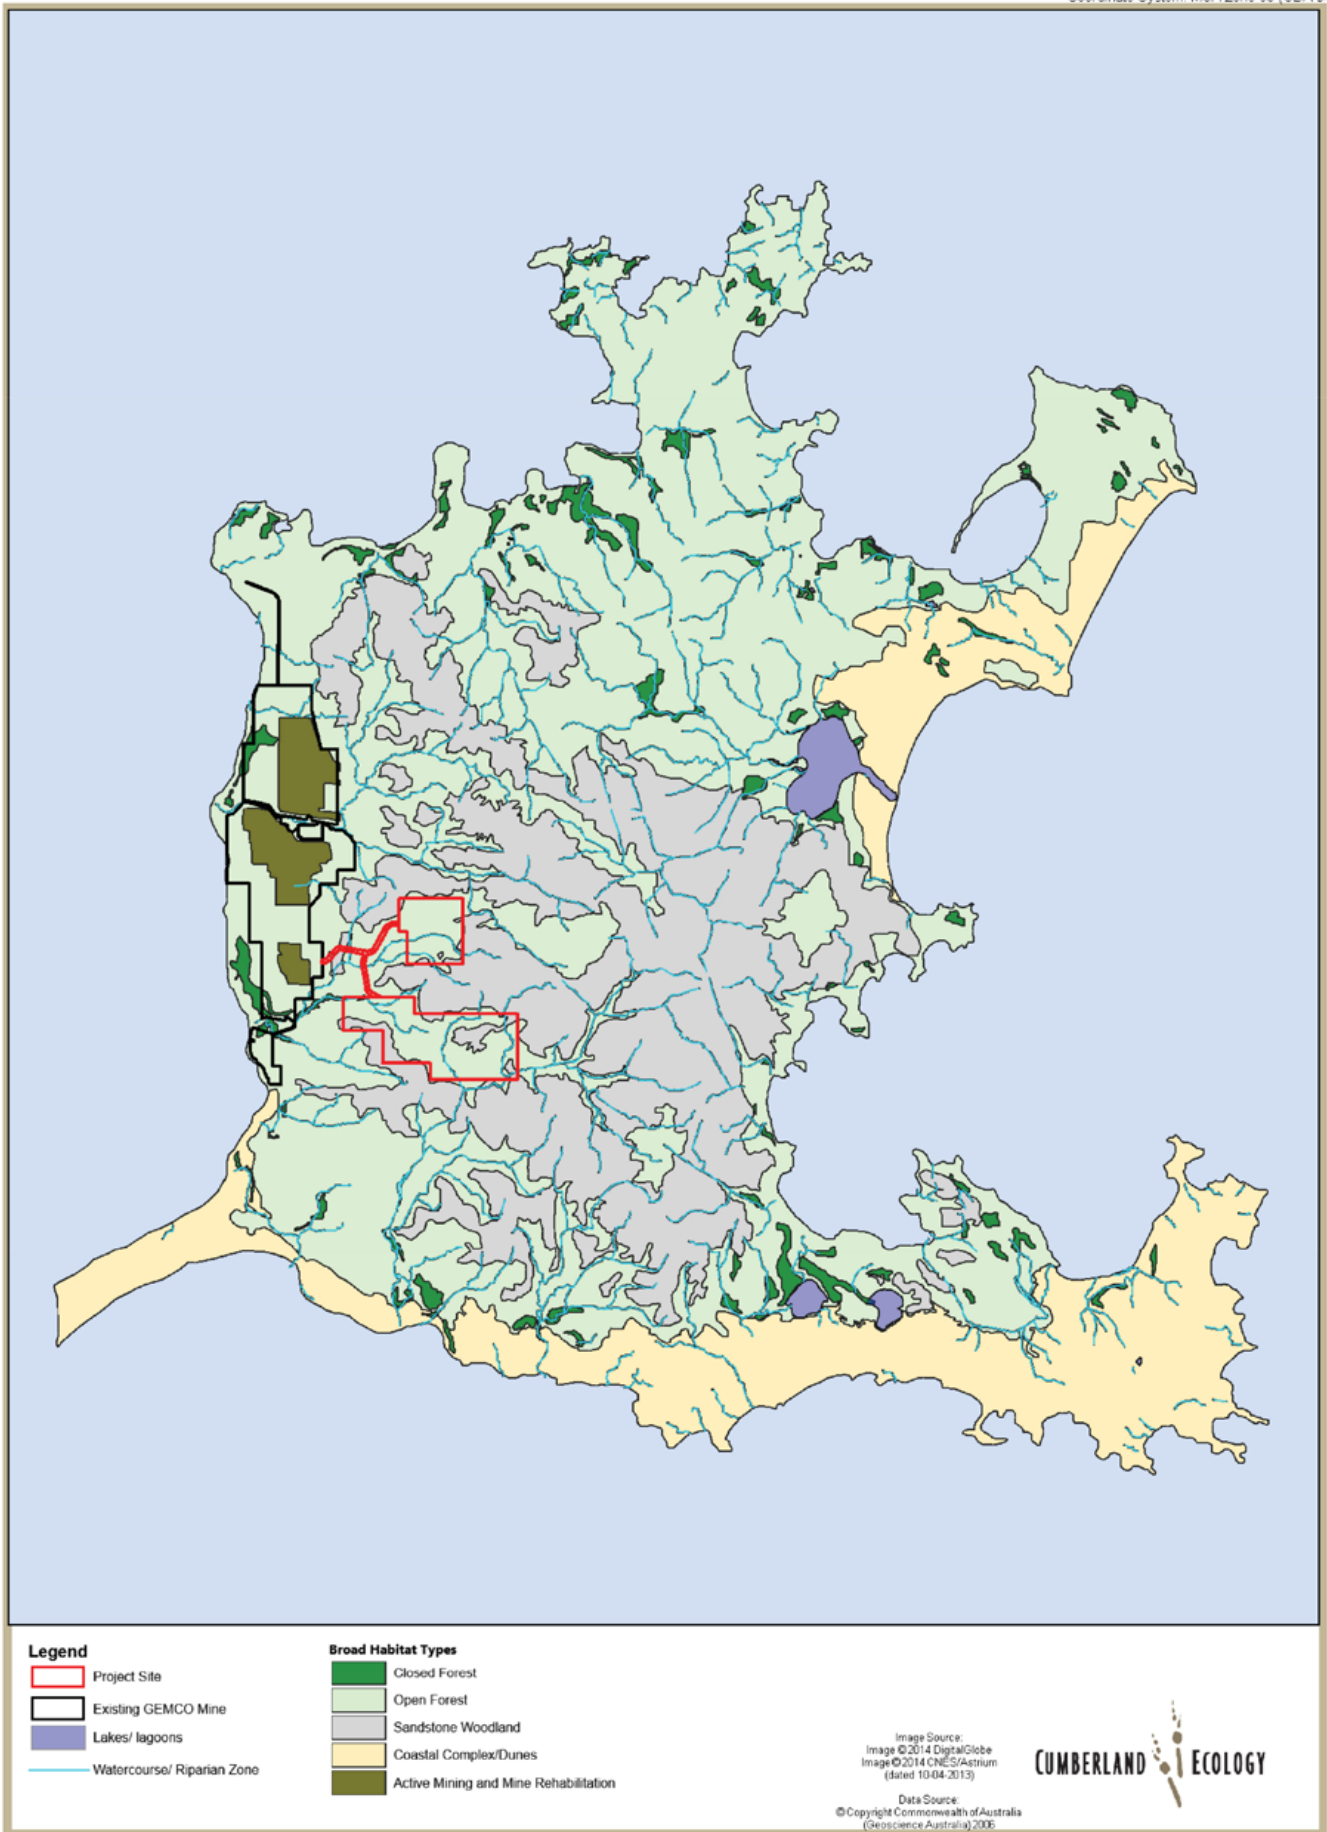 Legend
Project Site
Existing GEMCO Mine
Lakes/ lagoons
Watercourse/ Riparian Zone
Broad Habitat Types
Closed Forest
Open Forest
Sandstone Woodland
Coastal Complex/Dunes
Active Mining and Mine Rehabilitation
Image Source:
Image ©2014 DigitalGlobe
Image ©2014 CNES/Astrium
(dated 10-04-2013)
Data Source:
© Copyright Commonwealth of Australia
(Geoscience Australia) 2006
CUMBERLAND ECOLOGY